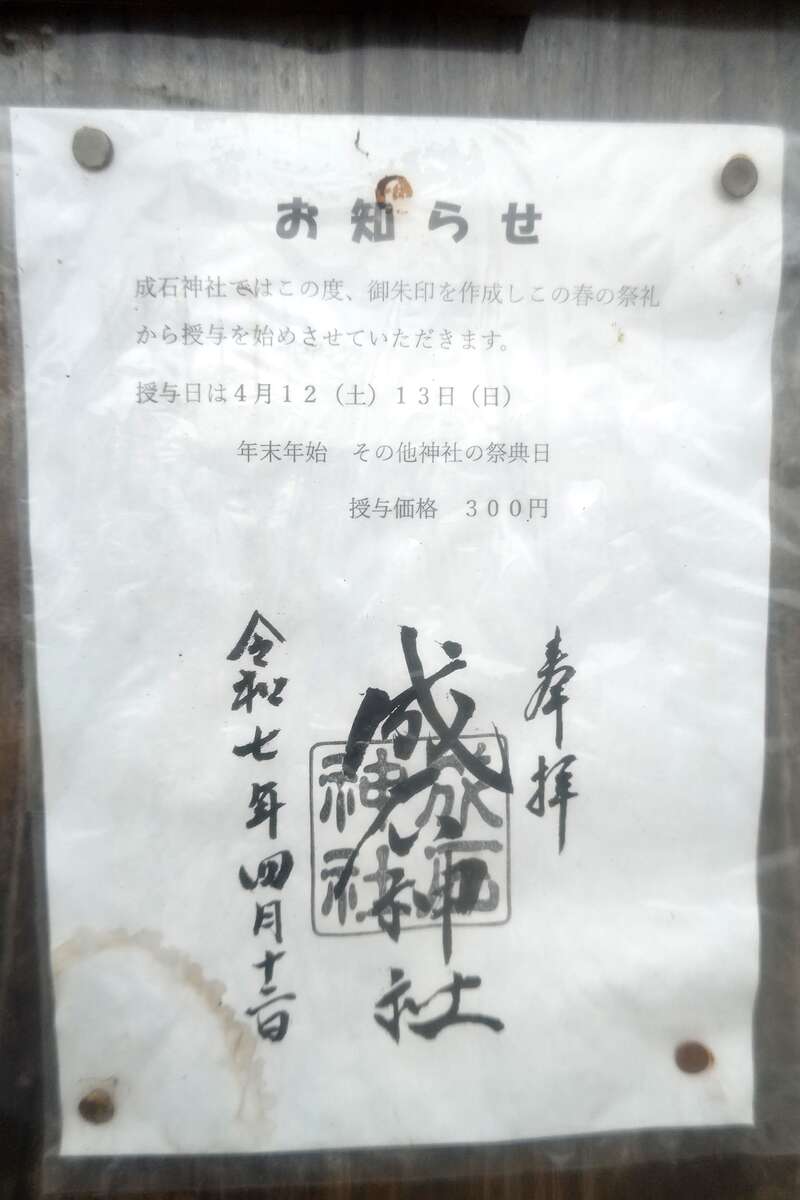 お知らせ
成石神社ではこの度、御朱印を作成しこの春の祭礼
から授与を始めさせていただきます。
授与日は４月１２（土）１３日（日）
年末年始　その他神社の祭典日
授与価格　３００円
奉拝
成石神社
成石
神社
令和七年四月十二日